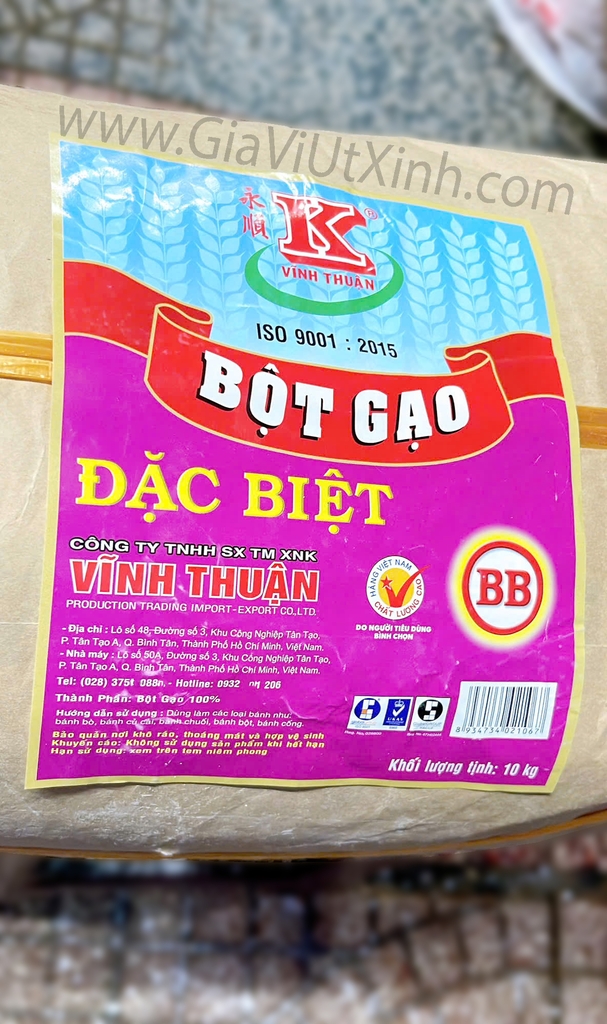 www.GiaViUtXinh.com
永順
K ®
VĨNH THUẬN
ISO 9001 : 2015
BỘT GẠO
ĐẶC BIỆT
CÔNG TY TNHH SX TM XNK
VĨNH THUẬN
PRODUCTION TRADING IMPORT-EXPORT CO.,LTD.
HÀNG VIỆT NAM
CHẤT LƯỢNG CAO
DO NGƯỜI TIÊU DÙNG
BÌNH CHỌN
BB
- Địa chỉ : Lô số 48, Đường số 3, Khu Công Nghiệp Tân Tạo,
P. Tân Tạo A, Q. Bình Tân, Thành Phố Hồ Chí Minh, Việt Nam.
- Nhà máy : Lô số 50A, Đường số 3, Khu Công Nghiệp Tân Tạo,
P. Tân Tạo A, Q. Bình Tân, Thành Phố Hồ Chí Minh, Việt Nam.
Tel: (028) - Hotline: 0932 206
Thành Phần: Bột Gạo 100%
Hướng dẫn sử dụng : Dùng làm các loại bánh như:
bánh bò, bánh củ cải, bánh chuối, bánh bột, bánh cống.
Bảo quản nơi khô ráo, thoáng mát và hợp vệ sinh
Khuyến cáo: Không sử dụng sản phẩm khi hết hạn
Hạn sử dụng: xem trên tem niêm phong
UKAS
8934734021067
Khối lượng tịnh: 10 kg